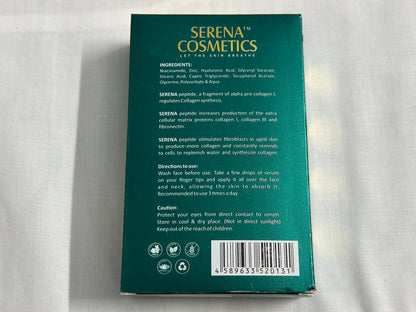 SERENA™
COSMETICS
LET THE SKIN BREATHE
INGREDIENTS:
Niacinamide, Zinc, Hyaluronic Acid, Glyceryl Stearate,
Stearic Acid, Capric Triglyceride, Tocopherol Acetate,
Glycerine, Polysorbate & Aqua
SERENA peptide, a fragment of alpha pro-collagen I,
regulates Collagen synthesis.
SERENA peptide increases production of the extra
cellular matrix proteins collagen I, collagen III and
fibronectin.
SERENA peptide stimulates fibroblasts in aged skin
to produce-more collagen and constantly reminds
to cells to replenish water and synthesize collagen.
Directions to use:
Wash face before use. Take a few drops of serum
on your finger tips and apply it all over the face
and neck, allowing the skin to absorb it.
Recommended to use 3 times a day.
Caution:
Protect your eyes from direct contact to serum.
Store in cool & dry place. (Not in direct sunlight)
Keep out of the reach of children.
4 589633 520131